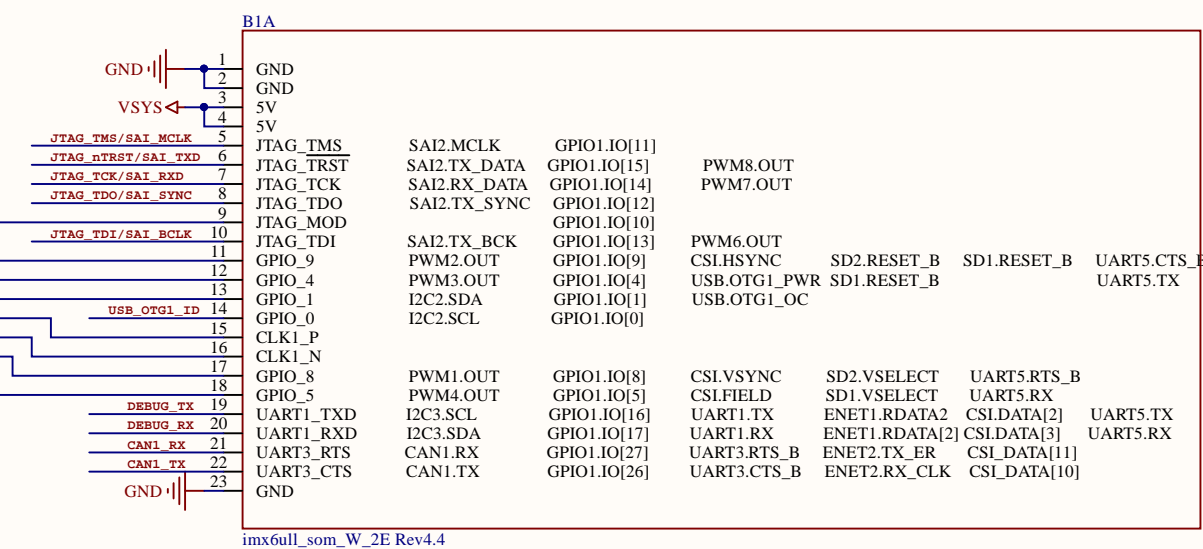 B1A
GND 1 GND
2 GND
VSYS 3 5V
4 5V
JTAG_TMS/SAI_MCLK 5 JTAG_TMS SAI2.MCLK GPIO1.IO[11]
JTAG_nTRST/SAI_TXD 6 JTAG_TRST SAI2.TX_DATA GPIO1.IO[15] PWM8.OUT
JTAG_TCK/SAI_RXD 7 JTAG_TCK SAI2.RX_DATA GPIO1.IO[14] PWM7.OUT
JTAG_TDO/SAI_SYNC 8 JTAG_TDO SAI2.TX_SYNC GPIO1.IO[12]
9 JTAG_MOD GPIO1.IO[10]
JTAG_TDI/SAI_BCLK 10 JTAG_TDI SAI2.TX_BCK GPIO1.IO[13] PWM6.OUT
11 GPIO_9 PWM2.OUT GPIO1.IO[9] CSI.HSYNC SD2.RESET_B SD1.RESET_B UART5.CTS_B
12 GPIO_4 PWM3.OUT GPIO1.IO[4] USB.OTG1_PWR SD1.RESET_B UART5.TX
13 GPIO_1 I2C2.SDA GPIO1.IO[1] USB.OTG1_OC
USB_OTG1_ID 14 GPIO_0 I2C2.SCL GPIO1.IO[0]
15 CLK1_P
16 CLK1_N
17 GPIO_8 PWM1.OUT GPIO1.IO[8] CSI.VSYNC SD2.VSELECT UART5.RTS_B
18 GPIO_5 PWM4.OUT GPIO1.IO[5] CSI.FIELD SD1.VSELECT UART5.RX
DEBUG_TX 19 UART1_TXD I2C3.SCL GPIO1.IO[16] UART1.TX ENET1.RDATA2 CSI.DATA[2] UART5.TX
DEBUG_RX 20 UART1_RXD I2C3.SDA GPIO1.IO[17] UART1.RX ENET1.RDATA[2] CSI.DATA[3] UART5.RX
CAN1_RX 21 UART3_RTS CAN1.RX GPIO1.IO[27] UART3.RTS_B ENET2.TX_ER CSI_DATA[11]
CAN1_TX 22 UART3_CTS CAN1.TX GPIO1.IO[26] UART3.CTS_B ENET2.RX_CLK CSI_DATA[10]
GND 23 GND
imx6ull_som_W_2E Rev4.4